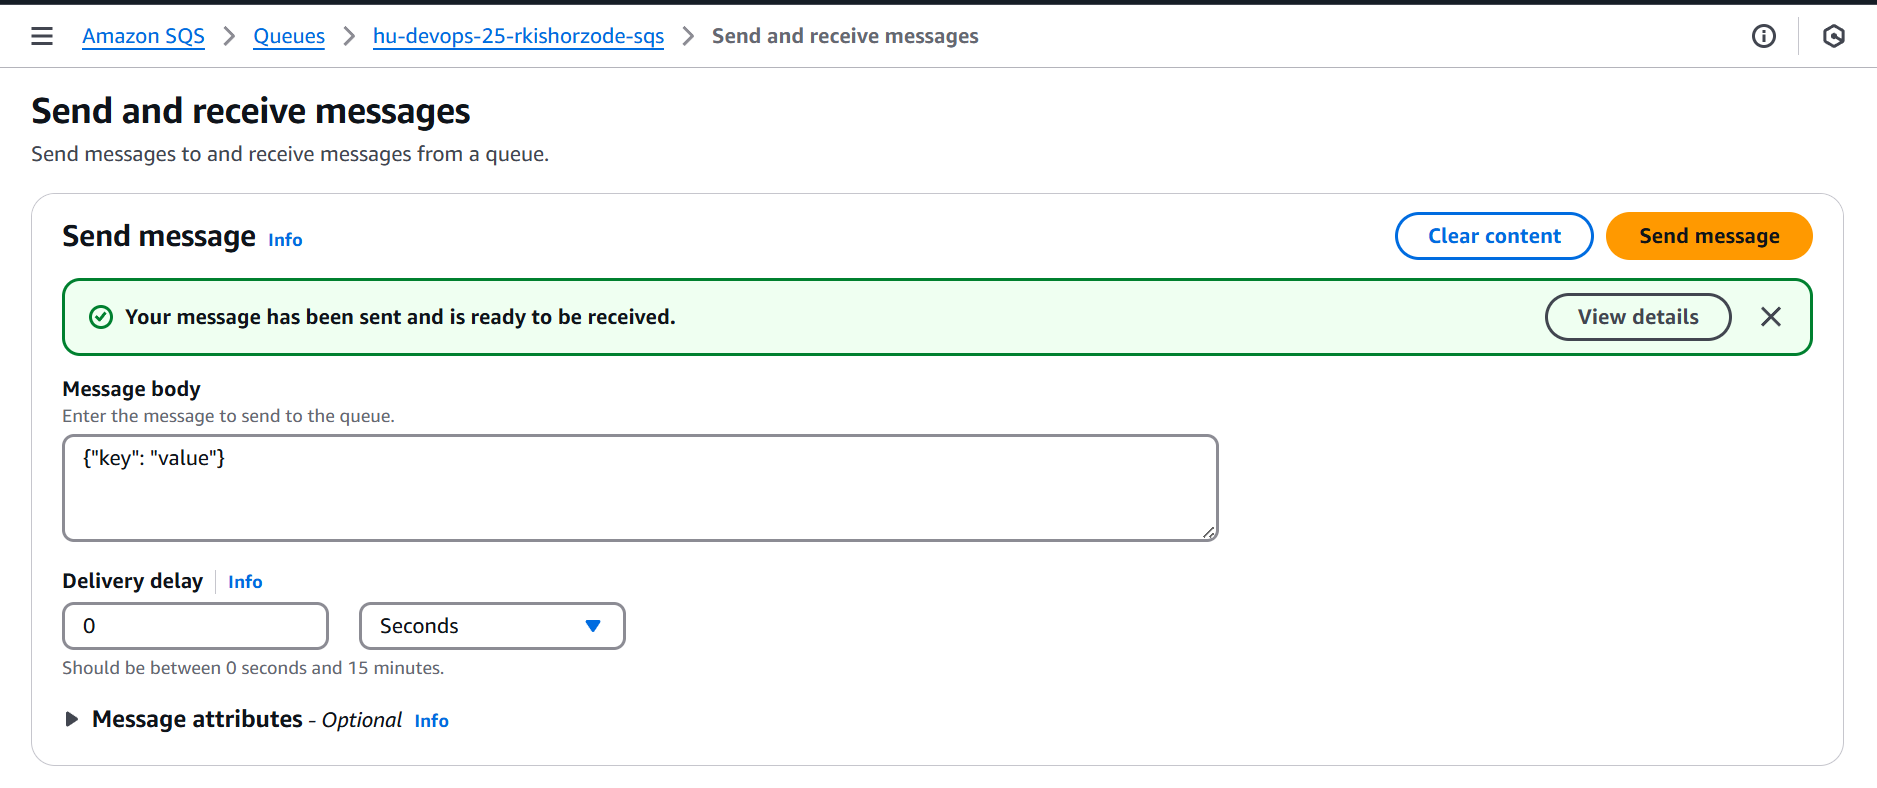 Amazon SQS > Queues > hu-devops-25-rkishorzode-sqs > Send and receive messages
Send and receive messages
Send messages to and receive messages from a queue.
Send message Info Clear content Send message
Your message has been sent and is ready to be received. View details
Message body
Enter the message to send to the queue.
{"key": "value"}
Delivery delay Info
0 Seconds
Should be between 0 seconds and 15 minutes.
Message attributes - Optional Info